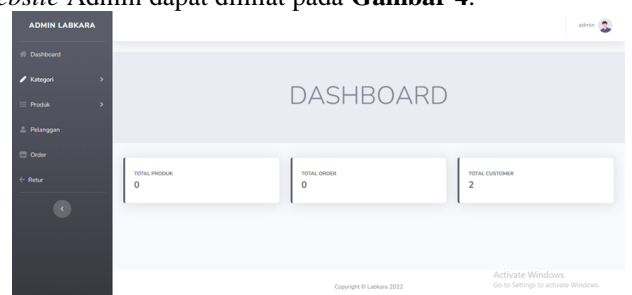 website Admin dapat dilihat pada Gambar 4.
ADMIN LABKARA
admin
Dashboard
Kategori
Produk
Pelanggan
Order
Retur
DASHBOARD
TOTAL PRODUK
0
TOTAL ORDER
0
TOTAL CUSTOMER
2
Activate Windows
Go to Settings to activate Windows.
Copyright © Labkara 2022